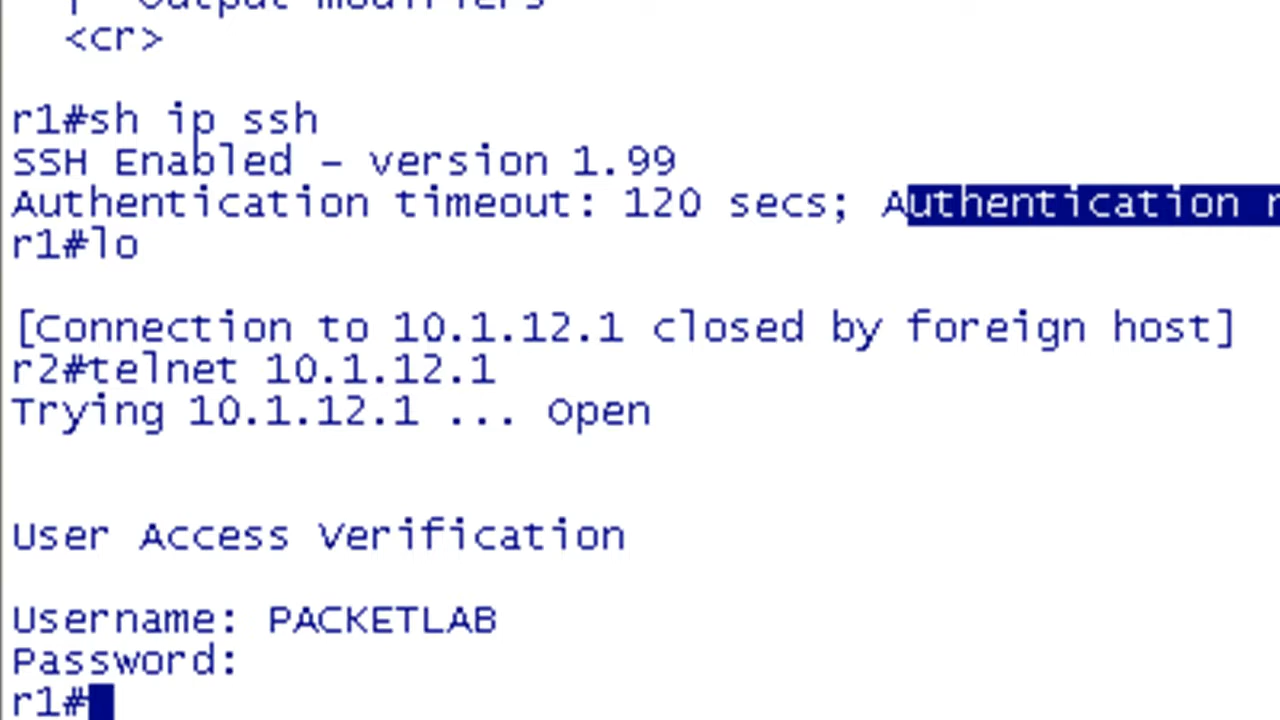 | Output modifiers
<cr>
r1#sh ip ssh
SSH Enabled - version 1.99
Authentication timeout: 120 secs; Authentication r
r1#lo
[Connection to 10.1.12.1 closed by foreign host]
r2#telnet 10.1.12.1
Trying 10.1.12.1 ... Open
User Access Verification
Username: PACKETLAB
Password:
r1#